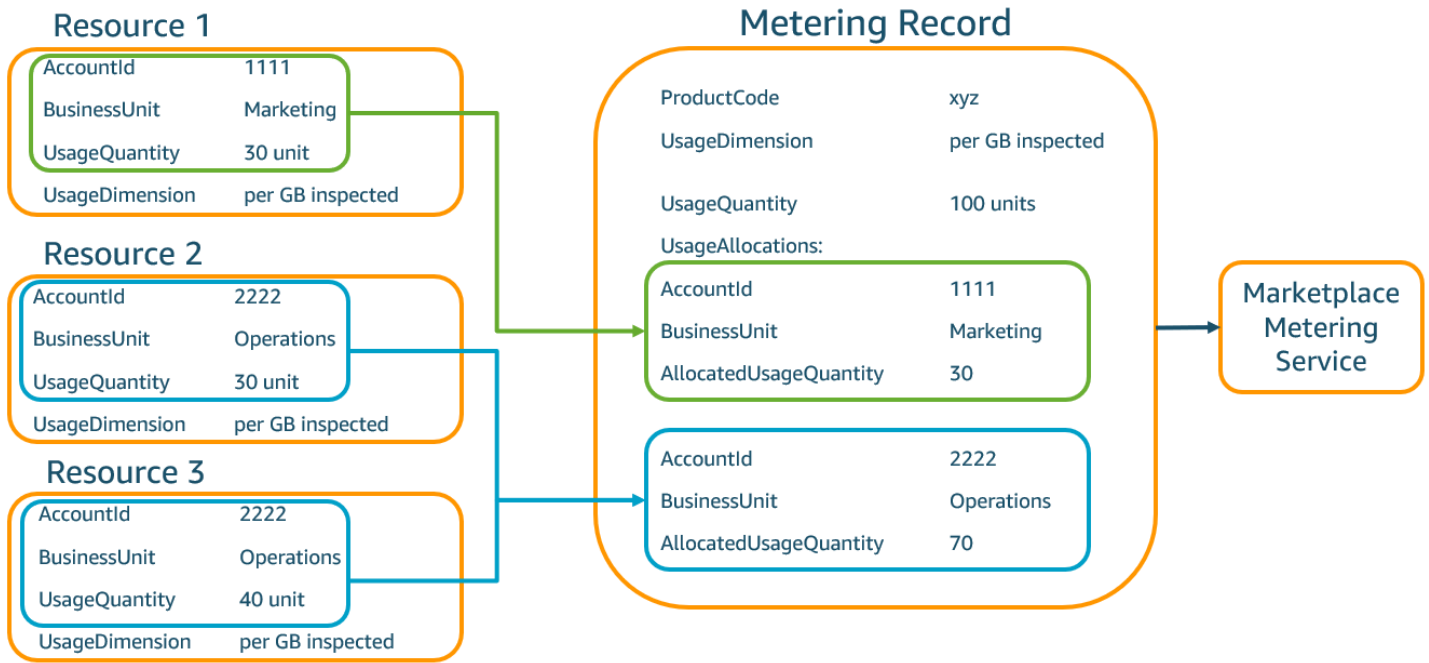 Resource 1
AccountId 1111
BusinessUnit Marketing
UsageQuantity 30 unit
UsageDimension per GB inspected
Resource 2
AccountId 2222
BusinessUnit Operations
UsageQuantity 30 unit
UsageDimension per GB inspected
Resource 3
AccountId 2222
BusinessUnit Operations
UsageQuantity 40 unit
UsageDimension per GB inspected
Metering Record
ProductCode xyz
UsageDimension per GB inspected
UsageQuantity 100 units
UsageAllocations:
AccountId 1111
BusinessUnit Marketing
AllocatedUsageQuantity 30
AccountId 2222
BusinessUnit Operations
AllocatedUsageQuantity 70
Marketplace
Metering
Service